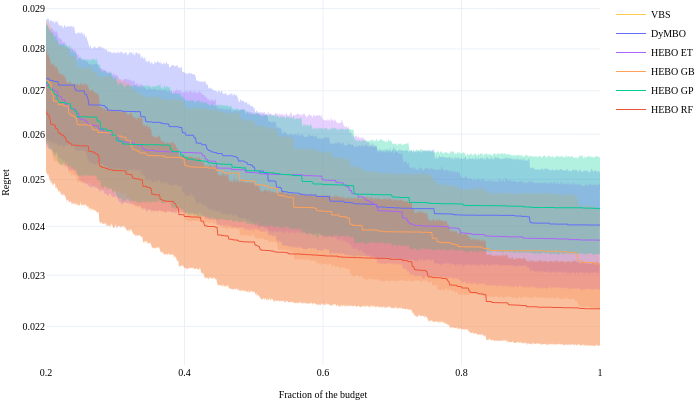 0.029
0.028
0.027
0.026
0.025
0.024
0.023
0.022
Regret
0.2
0.4
0.6
0.8
1
Fraction of the budget
VBS
DyMBO
HEBO ET
HEBO GB
HEBO GP
HEBO RF